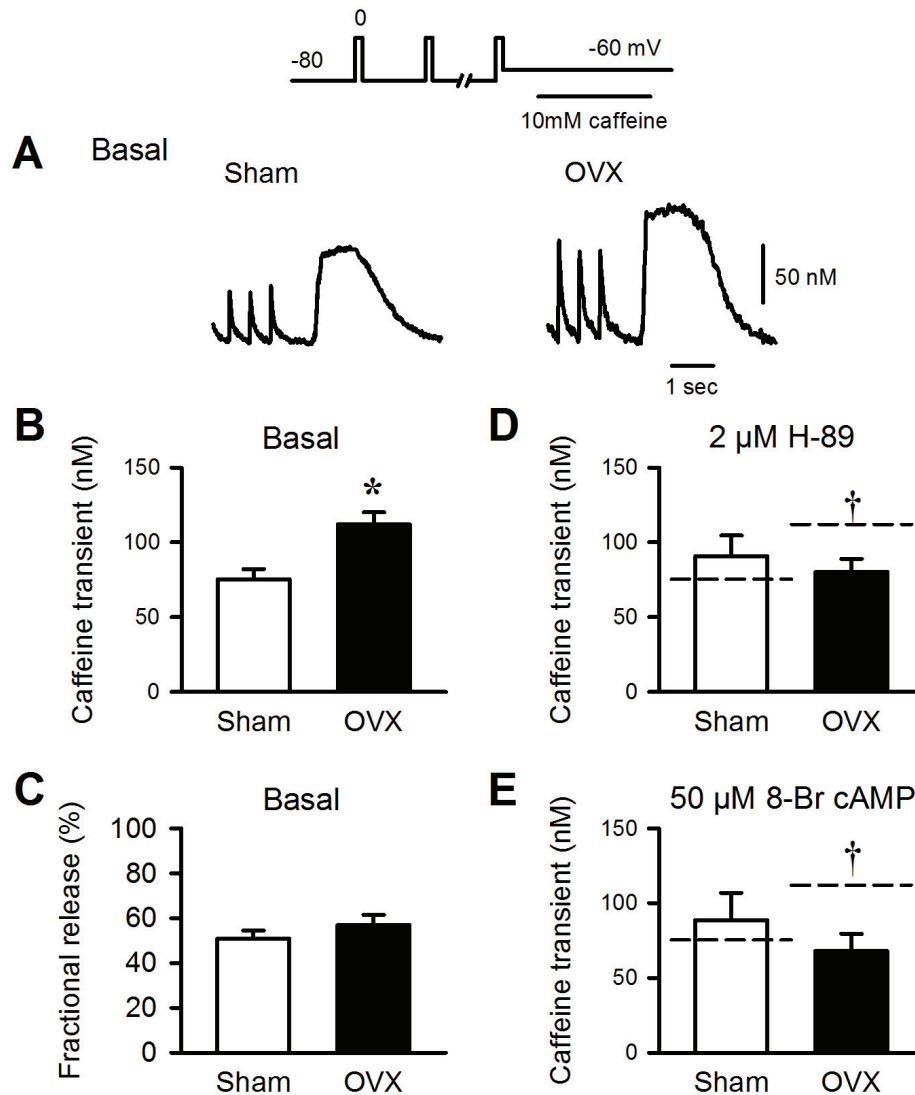 0
-80
-60 mV
10mM caffeine
A
Basal
Sham
OVX
50 nM
1 sec
B
Basal
Caffeine transient (nM)
150
100
50
0
*
Sham
OVX
D
2 µM H-89
Caffeine transient (nM)
150
100
50
0
†
Sham
OVX
C
Basal
Fractional release (%)
100
80
60
40
20
0
Sham
OVX
E
50 µM 8-Br cAMP
Caffeine transient (nM)
150
100
50
0
†
Sham
OVX